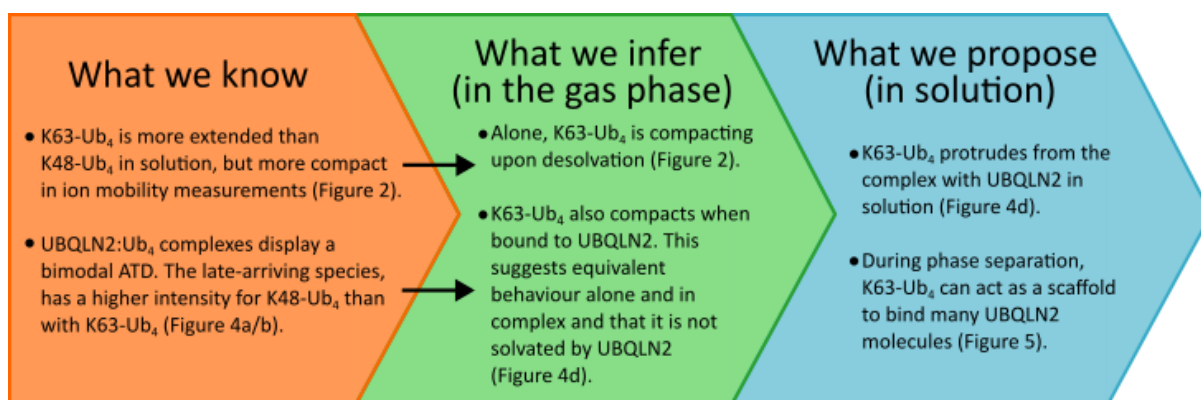 What we know
• K63-Ub₄ is more extended than
K48-Ub₄ in solution, but more compact
in ion mobility measurements (Figure 2).
• UBQLN2:Ub₄ complexes display a
bimodal ATD. The late-arriving species,
has a higher intensity for K48-Ub₄ than
with K63-Ub₄ (Figure 4a/b).
What we infer
(in the gas phase)
• Alone, K63-Ub₄ is compacting
upon desolvation (Figure 2).
• K63-Ub₄ also compacts when
bound to UBQLN2. This
suggests equivalent
behaviour alone and in
complex and that it is not
solvated by UBQLN2
(Figure 4d).
What we propose
(in solution)
• K63-Ub₄ protrudes from the
complex with UBQLN2 in
solution (Figure 4d).
• During phase separation,
K63-Ub₄ can act as a scaffold
to bind many UBQLN2
molecules (Figure 5).